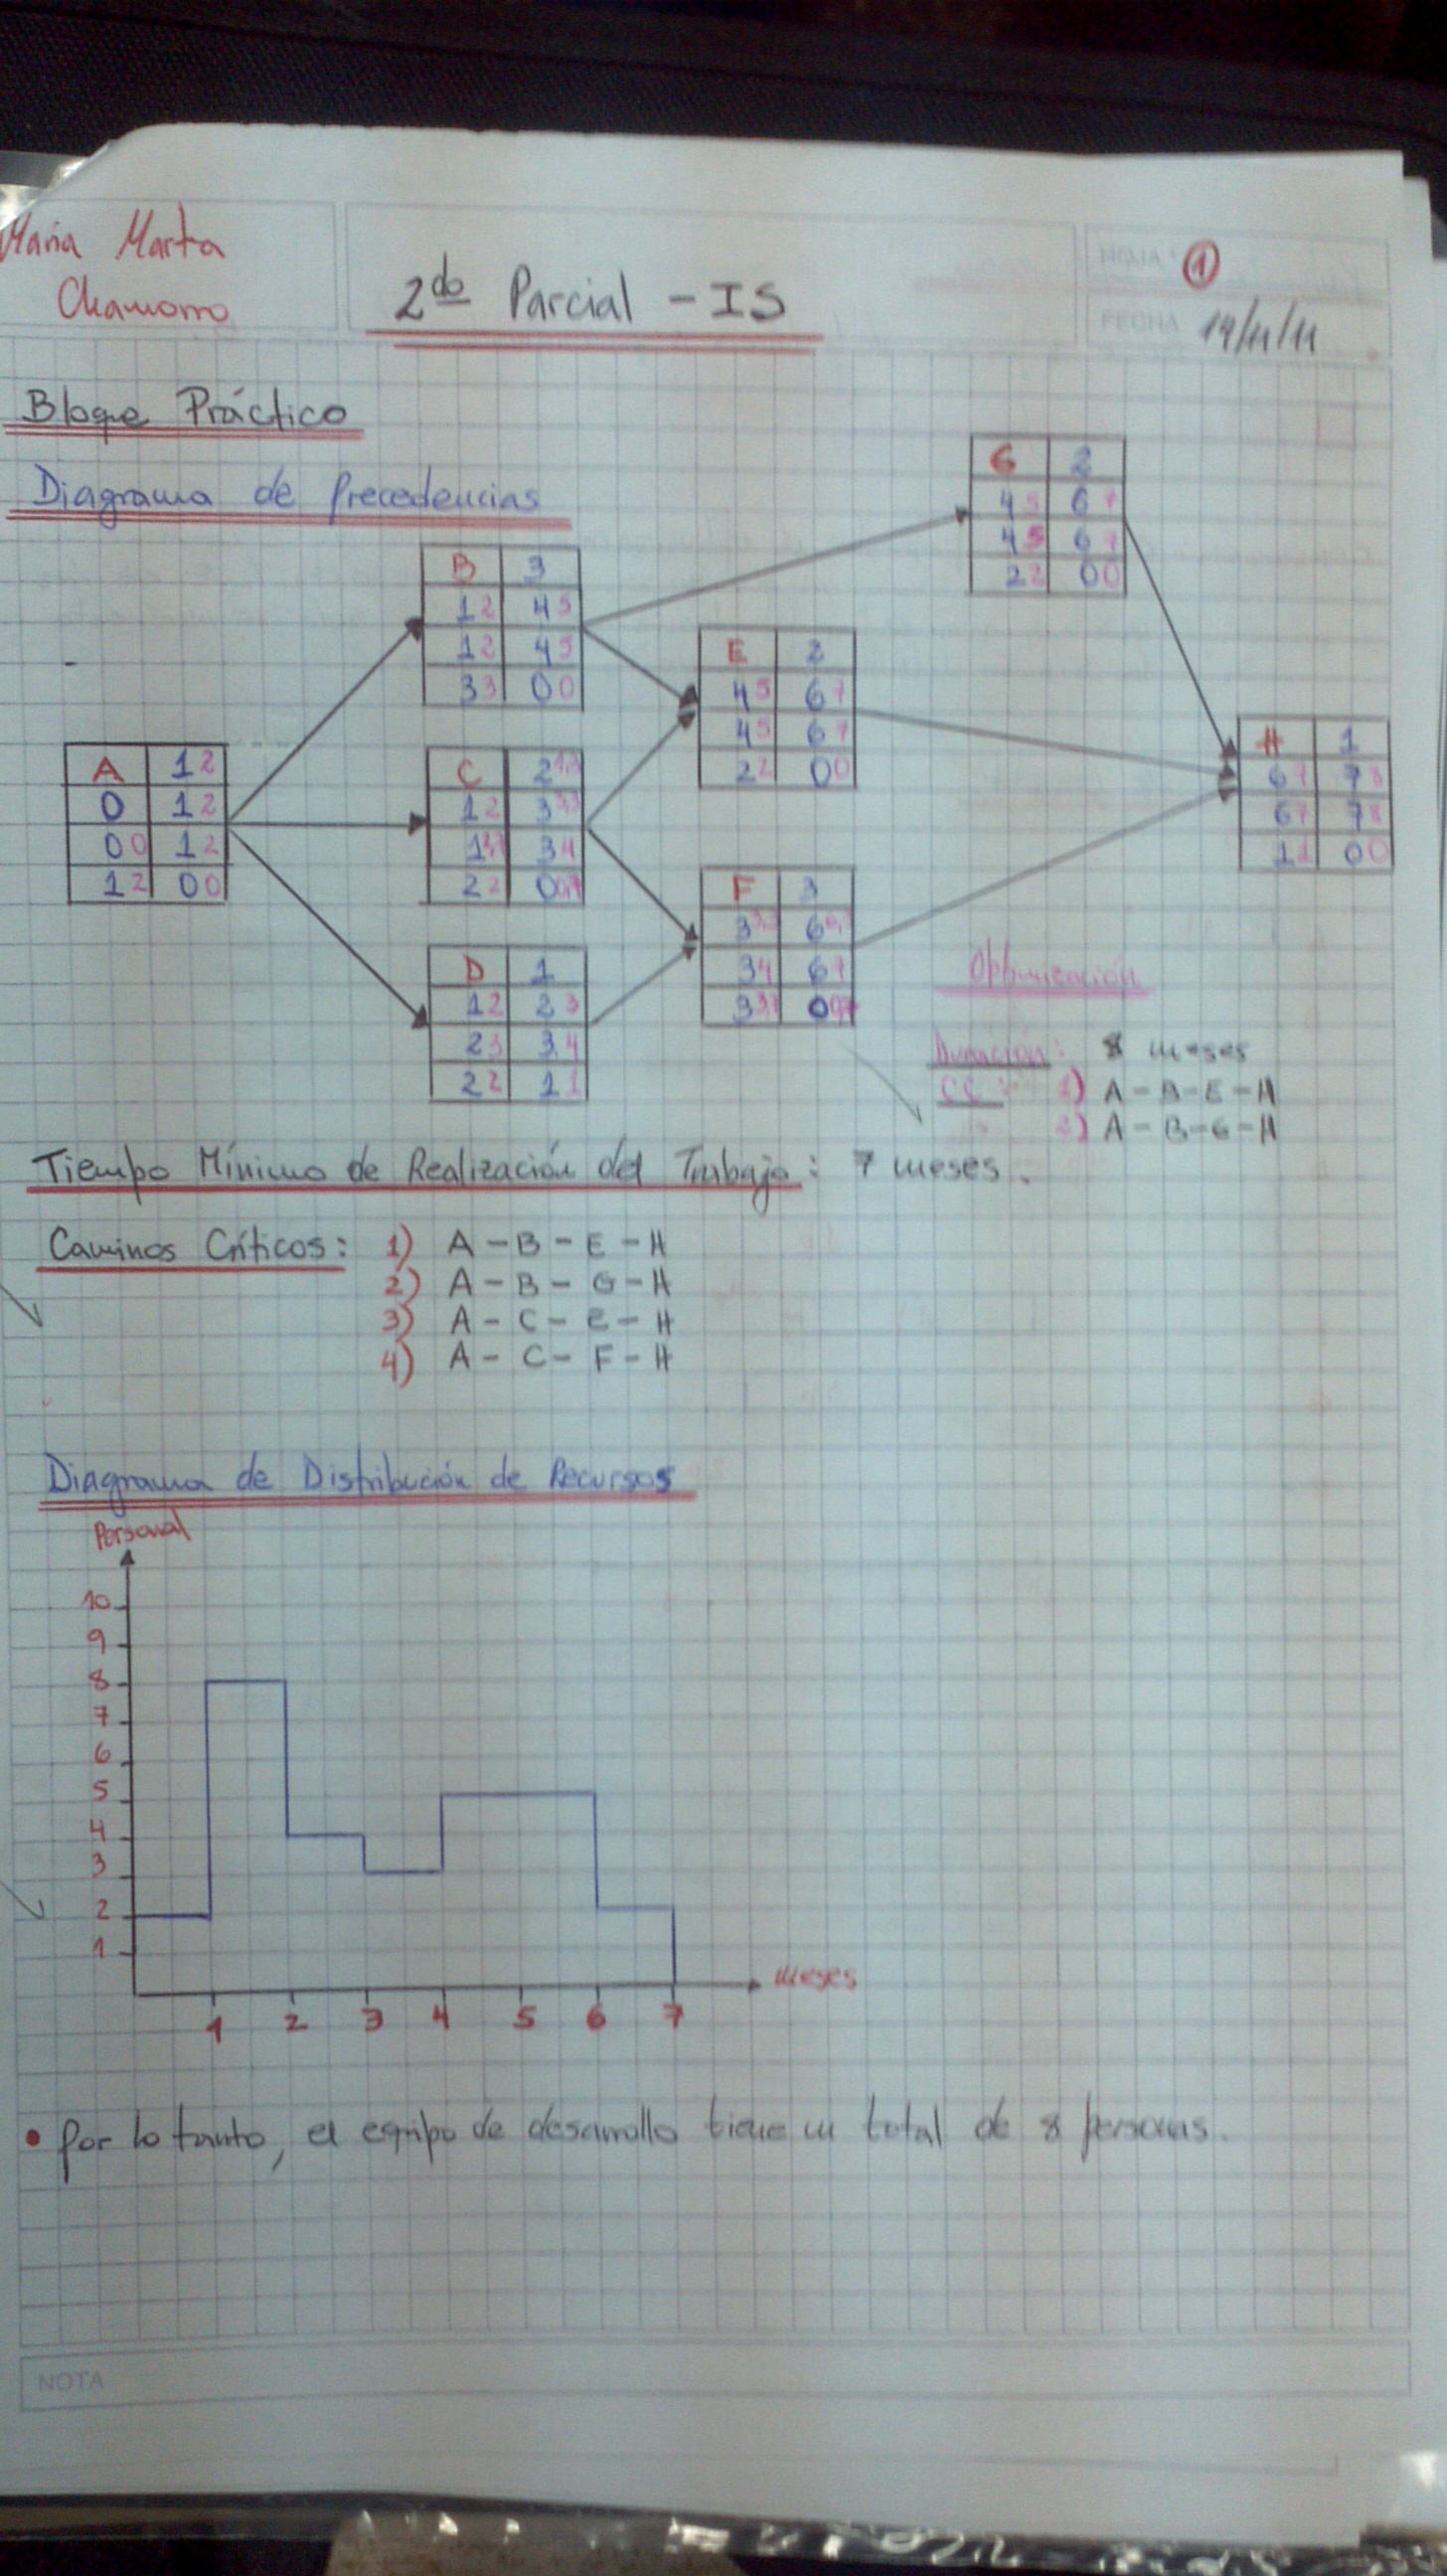 Maria Marta
Chamorro
2do Parcial - IS
HOJA 1
FECHA 14/11/11
Bloque Práctico
Diagrama de Precedencias
G 2
4 5 6 7
4 5 6 7
2 2 0 0
B 3
1 2 4 5
1 2 4 5
3 3 0 0
E 2
4 5 6 7
4 5 6 7
2 2 0 0
H 1
6 7 7 8
6 7 7 8
1 1 0 0
A 1 2
0 1 2
0 0 1 2
1 2 0 0
C 2
1 2 3
1 3 4
2 2 0
F 3
3 6
3 4 6 7
3 0
D 1
1 2 2 3
2 3 3 4
2 2 1 1
Optimización
Duración: 8 meses
CC: 1) A - B - E - H
2) A - B - G - H
Tiempo Mínimo de Realización del Trabajo: 7 meses.
Caminos Críticos: 1) A - B - E - H
2) A - B - G - H
3) A - C - E - H
4) A - C - F - H
Diagrama de Distribución de Recursos
Personal
10
9
8
7
6
5
4
3
2
1
meses
1 2 3 4 5 6 7
• Por lo tanto, el equipo de desarrollo tiene un total de 8 personas.
NOTA